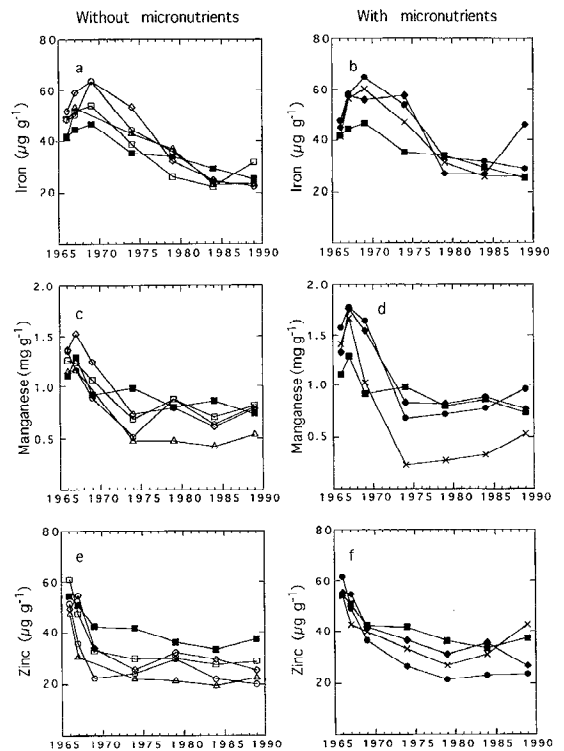 Without micronutrients
With micronutrients
80
60
40
20
Iron (µg g⁻¹)
a
1965 1970 1975 1980 1985 1990
80
60
40
20
Iron (µg g⁻¹)
b
1965 1970 1975 1980 1985 1990
2.0
1.5
1.0
0.5
Manganese (mg g⁻¹)
c
1965 1970 1975 1980 1985 1990
2.0
1.5
1.0
0.5
Manganese (mg g⁻¹)
d
1965 1970 1975 1980 1985 1990
80
60
40
20
Zinc (µg g⁻¹)
e
1965 1970 1975 1980 1985 1990
80
60
40
20
Zinc (µg g⁻¹)
f
1965 1970 1975 1980 1985 1990